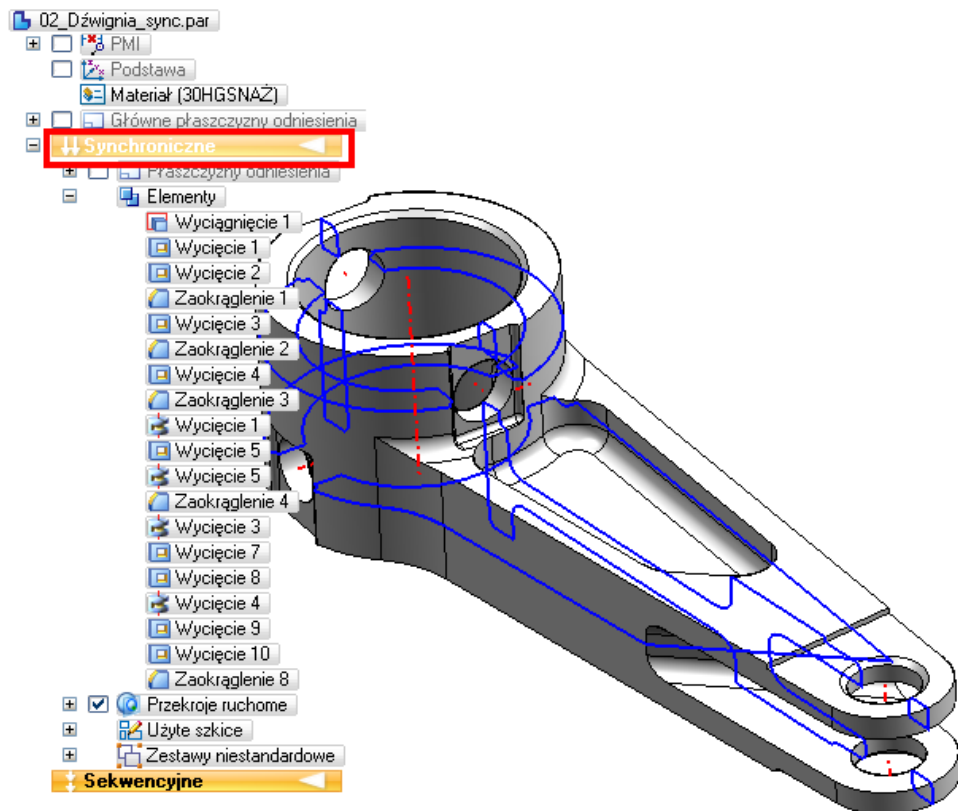 02_Dźwignia_sync.par
PMI
Podstawa
Materiał (30HGSNAŻ)
Główne płaszczyzny odniesienia
Synchroniczne
Płaszczyzny odniesienia
Elementy
Wyciągnięcie 1
Wycięcie 1
Wycięcie 2
Zaokrąglenie 1
Wycięcie 3
Zaokrąglenie 2
Wycięcie 4
Zaokrąglenie 3
Wycięcie 1
Wycięcie 5
Wycięcie 5
Zaokrąglenie 4
Wycięcie 3
Wycięcie 7
Wycięcie 8
Wycięcie 4
Wycięcie 9
Wycięcie 10
Zaokrąglenie 8
Przekroje ruchome
Użyte szkice
Zestawy niestandardowe
Sekwencyjne